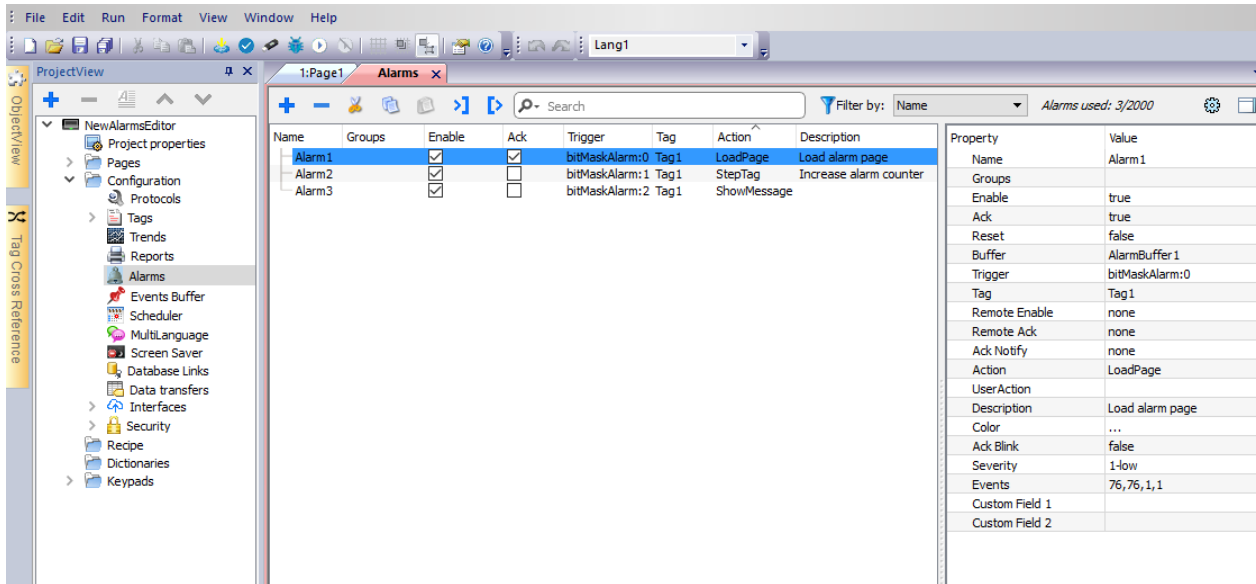 File Edit Run Format View Window Help
Lang1
ObjectView
Tag Cross Reference
ProjectView
NewAlarmsEditor
Project properties
Pages
Configuration
Protocols
Tags
Trends
Reports
Alarms
Events Buffer
Scheduler
MultiLanguage
Screen Saver
Database Links
Data transfers
Interfaces
Security
Recipe
Dictionaries
Keypads
1:Page1 Alarms
Search Filter by: Name Alarms used: 3/2000
Name Groups Enable Ack Trigger Tag Action Description
Alarm1 bitMaskAlarm:0 Tag1 LoadPage Load alarm page
Alarm2 bitMaskAlarm:1 Tag1 StepTag Increase alarm counter
Alarm3 bitMaskAlarm:2 Tag1 ShowMessage
Property Value
Name Alarm1
Groups
Enable true
Ack true
Reset false
Buffer AlarmBuffer1
Trigger bitMaskAlarm:0
Tag Tag1
Remote Enable none
Remote Ack none
Ack Notify none
Action LoadPage
UserAction
Description Load alarm page
Color ...
Ack Blink false
Severity 1-low
Events 76,76,1,1
Custom Field 1
Custom Field 2